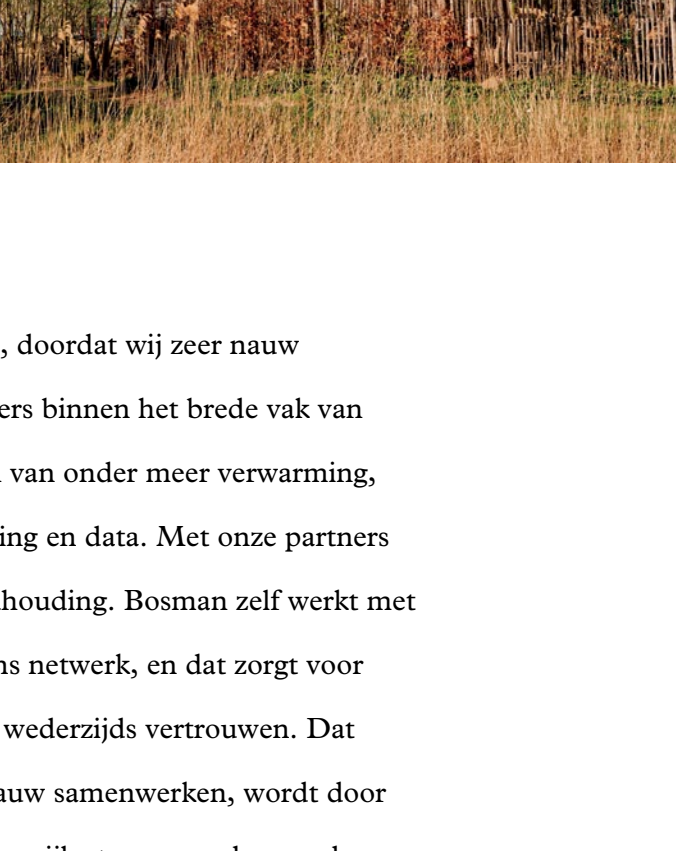 , doordat wij zeer nauw
ers binnen het brede vak van
van onder meer verwarming,
ing en data. Met onze partners
houding. Bosman zelf werkt met
ns netwerk, en dat zorgt voor
wederzijds vertrouwen. Dat
auw samenwerken, wordt door